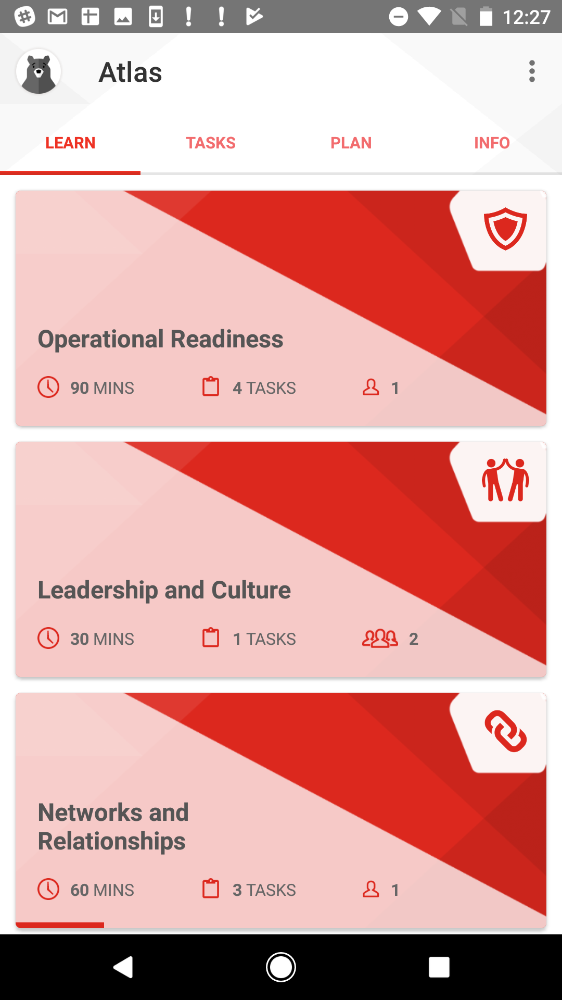 12:27
Atlas
LEARN TASKS PLAN INFO
Operational Readiness
90 MINS 4 TASKS 1
Leadership and Culture
30 MINS 1 TASKS 2
Networks and
Relationships
60 MINS 3 TASKS 1